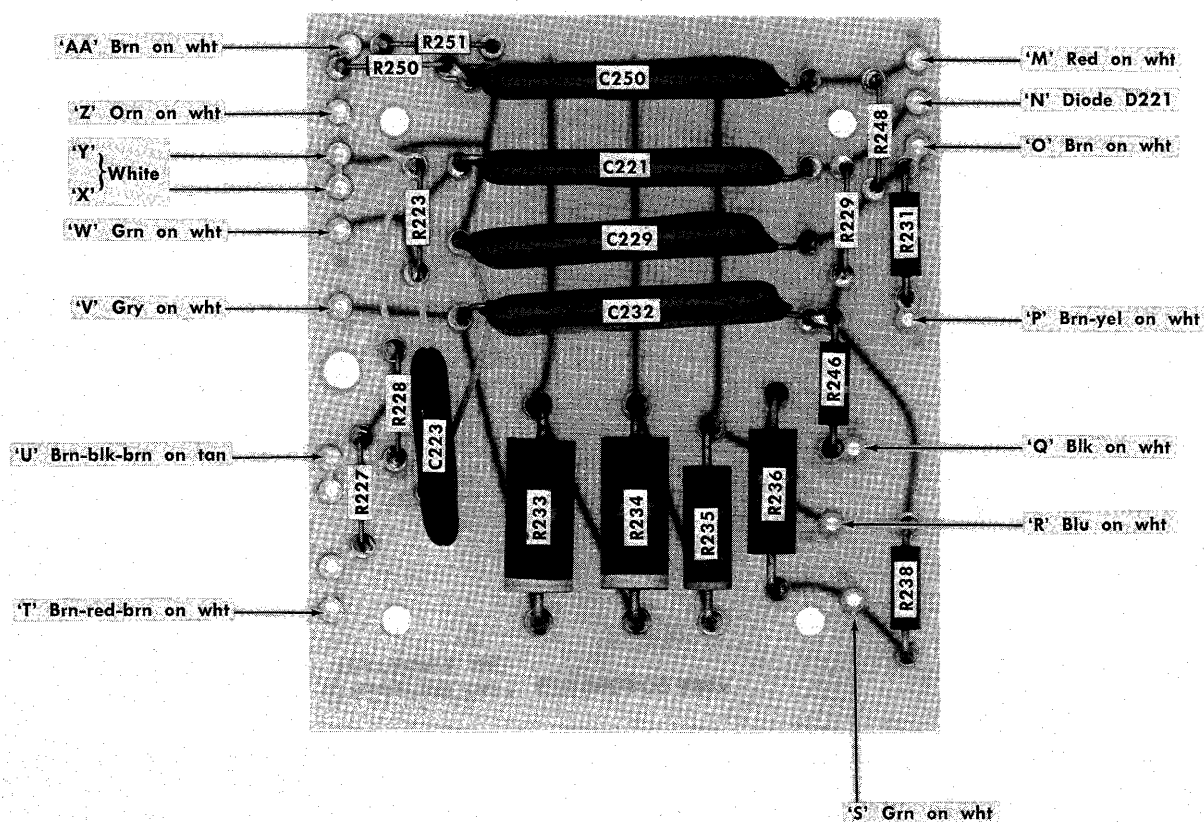 'AA' Brn on wht
'Z' Orn on wht
'Y'
}White
'X'
'W' Grn on wht
'V' Gry on wht
'U' Brn-blk-brn on tan
'T' Brn-red-brn on wht
R251
R250
C250
R248
C221
R223
R229
R231
C229
C232
R246
R228
C223
R227
R233
R234
R235
R236
R238
'M' Red on wht
'N' Diode D221
'O' Brn on wht
'P' Brn-yel on wht
'Q' Blk on wht
'R' Blu on wht
'S' Grn on wht